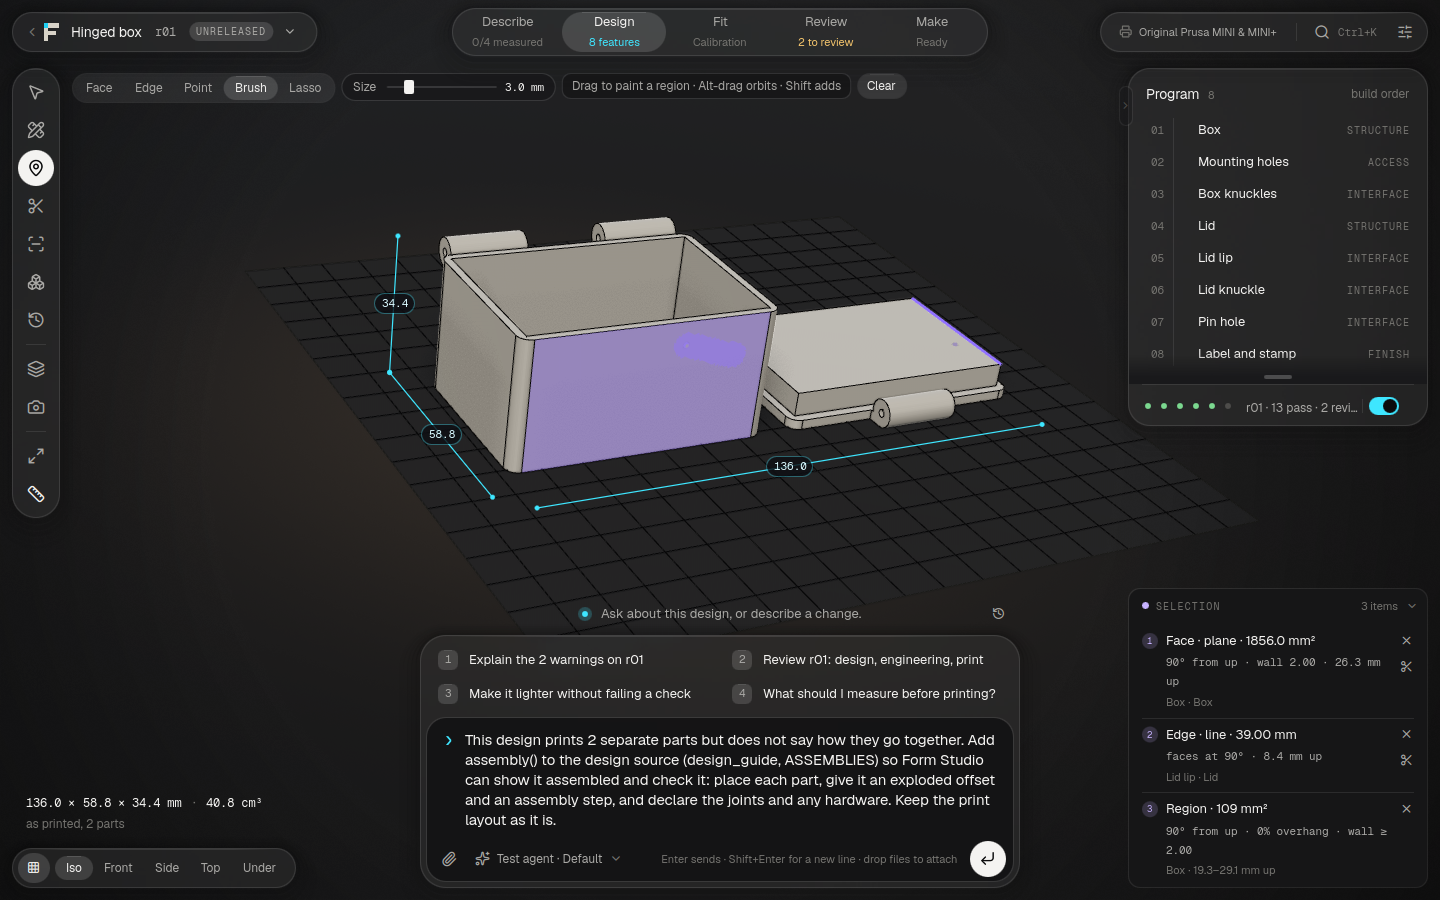 Hinged box r01 UNRELEASED
Describe
0/4 measured
Design
8 features
Fit
Calibration
Review
2 to review
Make
Ready
Original Prusa MINI & MINI+
Ctrl+K
Face Edge Point Brush Lasso
Size 3.0 mm
Drag to paint a region · Alt-drag orbits · Shift adds
Clear
Program 8 build order
01 Box STRUCTURE
02 Mounting holes ACCESS
03 Box knuckles INTERFACE
04 Lid STRUCTURE
05 Lid lip INTERFACE
06 Lid knuckle INTERFACE
07 Pin hole INTERFACE
08 Label and stamp FINISH
r01 · 13 pass · 2 revi…
34.4
58.8
136.0
Ask about this design, or describe a change.
1 Explain the 2 warnings on r01
2 Review r01: design, engineering, print
3 Make it lighter without failing a check
4 What should I measure before printing?
This design prints 2 separate parts but does not say how they go together. Add
assembly() to the design source (design_guide, ASSEMBLIES) so Form Studio
can show it assembled and check it: place each part, give it an exploded offset
and an assembly step, and declare the joints and any hardware. Keep the print
layout as it is.
Test agent · Default
Enter sends · Shift+Enter for a new line · drop files to attach
SELECTION 3 items
1 Face · plane · 1856.0 mm²
90° from up · wall 2.00 · 26.3 mm
up
Box · Box
2 Edge · line · 39.00 mm
faces at 90° · 8.4 mm up
Lid lip · Lid
3 Region · 109 mm²
90° from up · 0% overhang · wall ≥
2.00
Box · 19.3–29.1 mm up
136.0 × 58.8 × 34.4 mm · 40.8 cm³
as printed, 2 parts
Iso Front Side Top Under